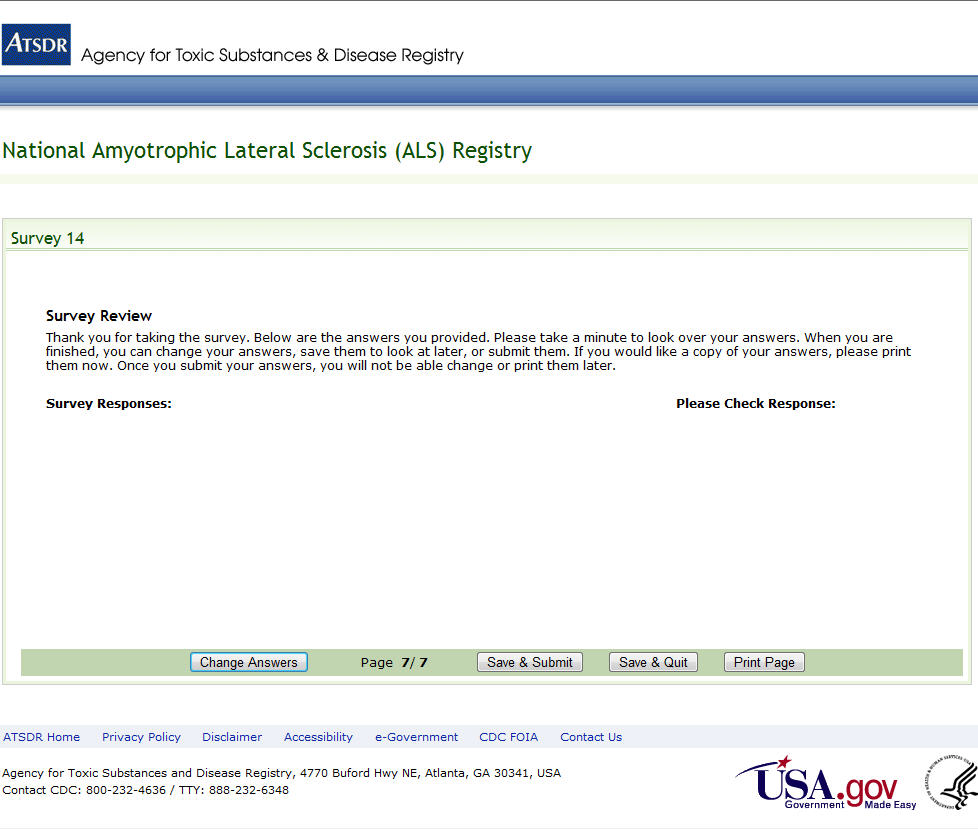 ATSDR
Agency for Toxic Substances & Disease Registry
National Amyotrophic Lateral Sclerosis (ALS) Registry
Survey 14
Survey Review
Thank you for taking the survey. Below are the answers you provided. Please take a minute to look over your answers. When you are
finished, you can change your answers, save them to look at later, or submit them. If you would like a copy of your answers, please print
them now. Once you submit your answers, you will not be able change or print them later.
Survey Responses: Please Check Response:
Change Answers Page 7/ 7 Save & Submit Save & Quit Print Page
ATSDR Home Privacy Policy Disclaimer Accessibility e-Government CDC FOIA Contact Us
Agency for Toxic Substances and Disease Registry, 4770 Buford Hwy NE, Atlanta, GA 30341, USA
Contact CDC: 800-232-4636 / TTY: 888-232-6348
USA.gov
Government Made Easy